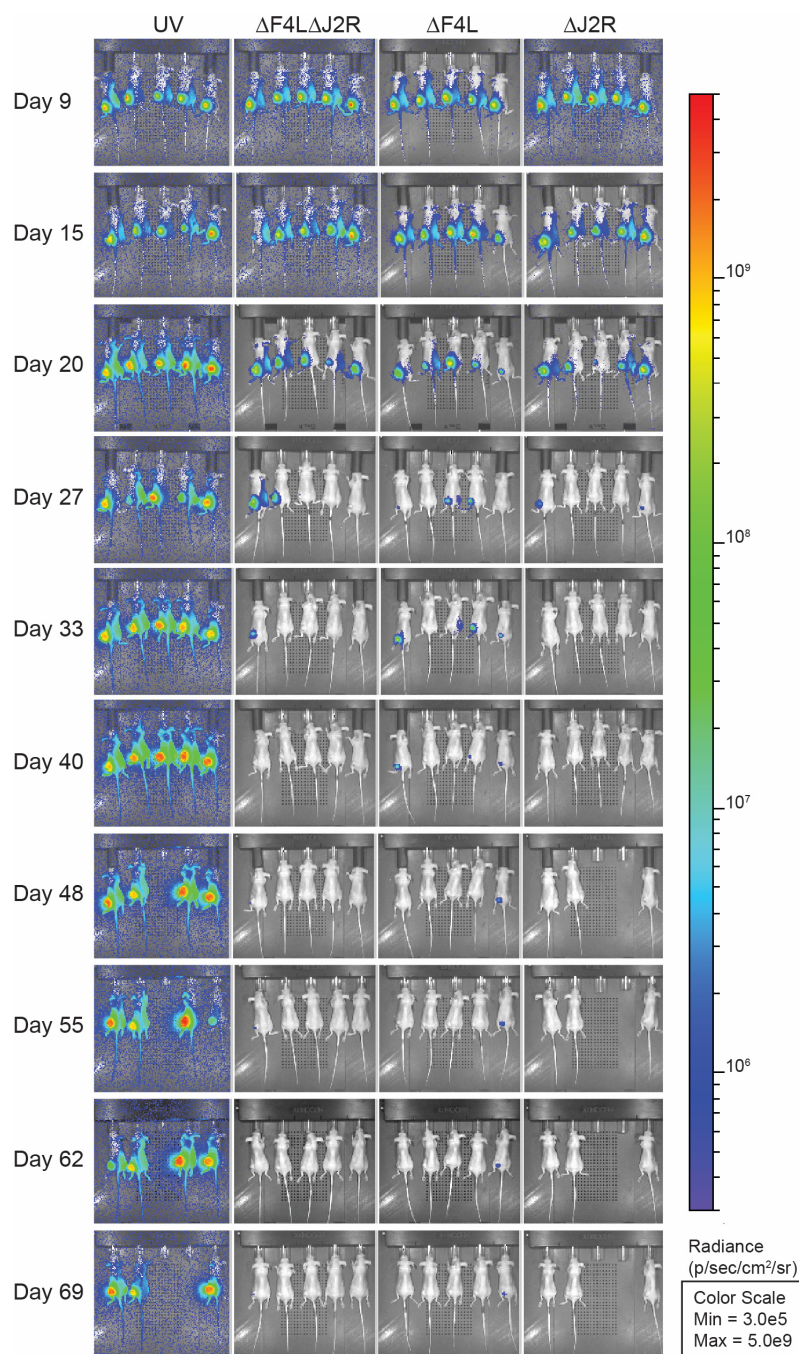 UV ΔF4LΔJ2R ΔF4L ΔJ2R
Day 9
Day 15
Day 20
Day 27
Day 33
Day 40
Day 48
Day 55
Day 62
Day 69
10⁹
10⁸
10⁷
10⁶
Radiance
(p/sec/cm²/sr)
Color Scale
Min = 3.0e5
Max = 5.0e9